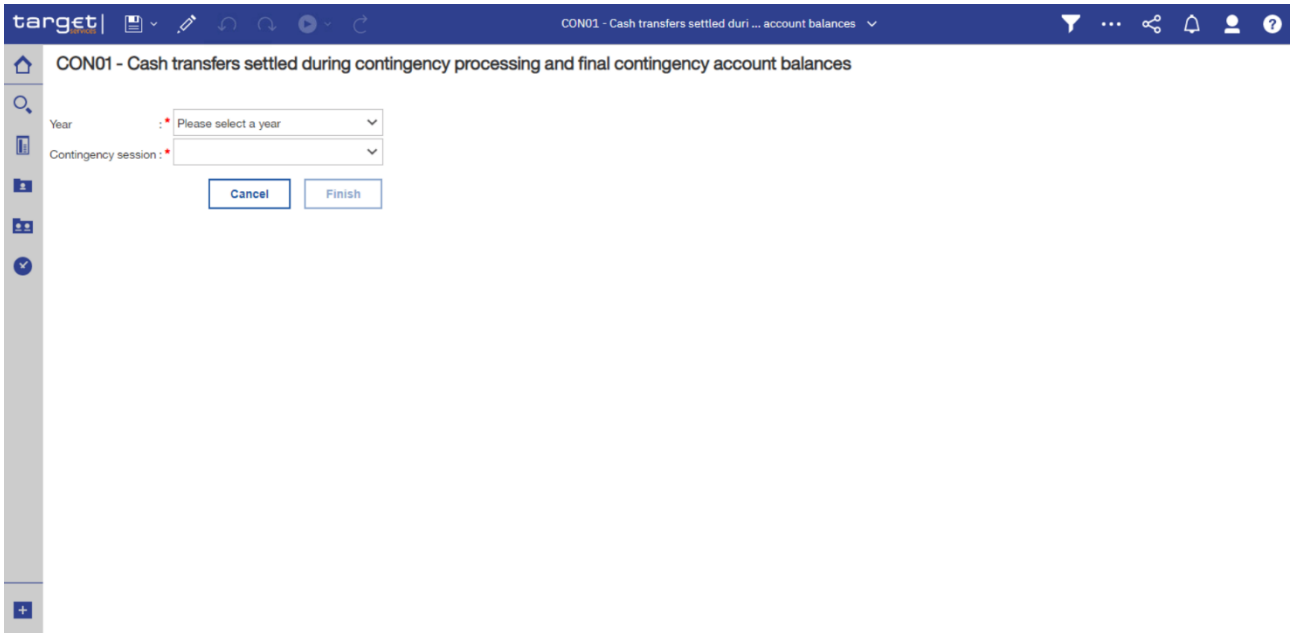 target|
services
CON01 - Cash transfers settled duri ... account balances
?
CON01 - Cash transfers settled during contingency processing and final contingency account balances
Year :* Please select a year
Contingency session : *
Cancel Finish